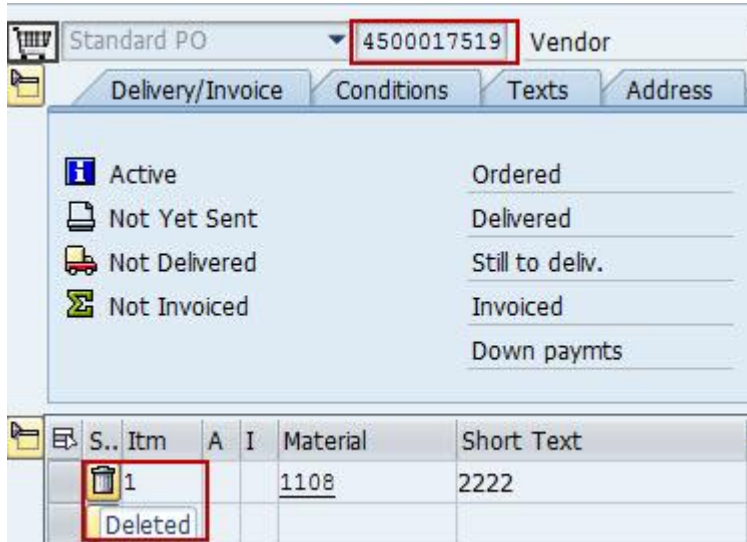 Standard PO 4500017519 Vendor
Delivery/Invoice Conditions Texts Address
Active Ordered
Not Yet Sent Delivered
Not Delivered Still to deliv.
Not Invoiced Invoiced
Down paymts
S.. Itm A I Material Short Text
1 1108 2222
Deleted